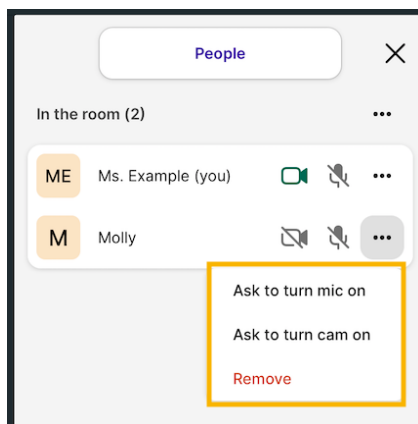 People
In the room (2)
ME Ms. Example (you)
M Molly
Ask to turn mic on
Ask to turn cam on
Remove